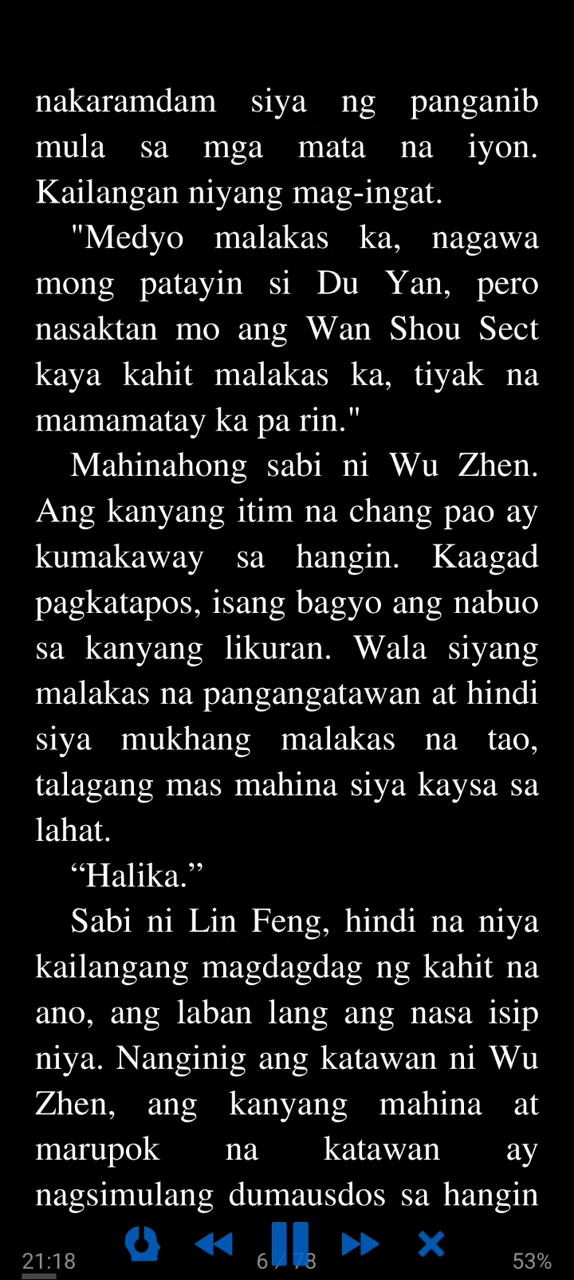 nakaramdam siya ng panganib
mula sa mga mata na iyon.
Kailangan niyang mag-ingat.
"Medyo malakas ka, nagawa
mong patayin si Du Yan, pero
nasaktan mo ang Wan Shou Sect
kaya kahit malakas ka, tiyak na
mamamatay ka pa rin."
Mahinahong sabi ni Wu Zhen.
Ang kanyang itim na chang pao ay
kumakaway sa hangin. Kaagad
pagkatapos, isang bagyo ang nabuo
sa kanyang likuran. Wala siyang
malakas na pangangatawan at hindi
siya mukhang malakas na tao,
talagang mas mahina siya kaysa sa
lahat.
“Halika.”
Sabi ni Lin Feng, hindi na niya
kailangang magdagdag ng kahit na
ano, ang laban lang ang nasa isip
niya. Nanginig ang katawan ni Wu
Zhen, ang kanyang mahina at
marupok na katawan ay
nagsimulang dumausdos sa hangin
21:18 6 / 78 53%